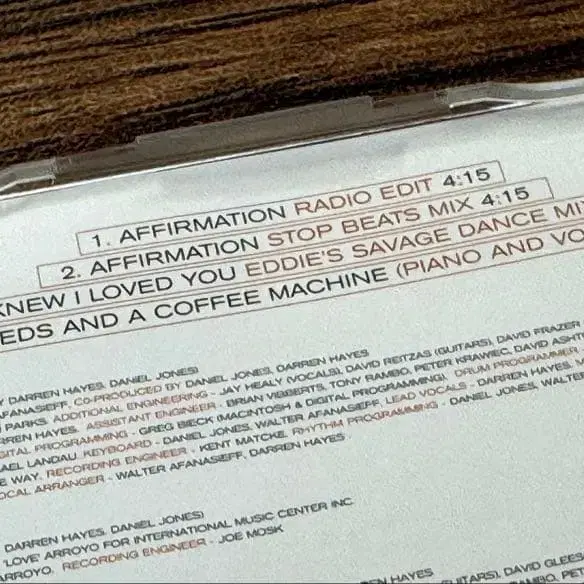 1. AFFIRMATION RADIO EDIT 4:15
2. AFFIRMATION STOP BEATS MIX 4:15
KNEW I LOVED YOU EDDIE'S SAVAGE DANCE MI
EDS AND A COFFEE MACHINE (PIANO AND VO
Y DARREN HAYES, DANIEL JONES)
AFANASIEFF, CO-PRODUCED BY DANIEL JONES, DARREN HAYES
PARKS. ADDITIONAL ENGINEERING - JAY HEALY (VOCALS), DAVID REITZAS (GUITARS), DAVID FRAZER
RREN HAYES. ASSISTANT ENGINEER - BRIAN VIBBERTS, TONY RAMBO, PETER KRAWIEC, DAVID ASHT
GITAL PROGRAMMING - GREG BIECK (MACINTOSH & DIGITAL PROGRAMMING). DRUM PROGRAMMER
AEL LANDAU. KEYBOARD - DANIEL JONES, WALTER AFANASIEFF, LEAD VOCALS - DARREN HAYES.
E WAY. RECORDING ENGINEER - KENT MATCKE. RHYTHM PROGRAMMING - DANIEL JONES, WALTER
OCAL ARRANGER - WALTER AFANASIEFF, DARREN HAYES
DARREN HAYES, DANIEL JONES)
'LOVE' ARROYO FOR INTERNATIONAL MUSIC CENTER INC.
ARROYO. RECORDING ENGINEER - JOE MOSK
EN HAYES
UITARS), DAVID GLEES
AMBO, PET